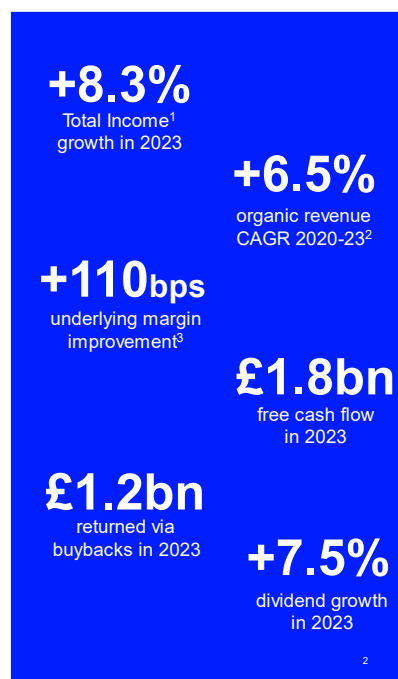 +8.3%
Total Income¹
growth in 2023
+6.5%
organic revenue
CAGR 2020-23²
+110bps
underlying margin
improvement³
£1.8bn
free cash flow
in 2023
£1.2bn
returned via
buybacks in 2023
+7.5%
dividend growth
in 2023
2